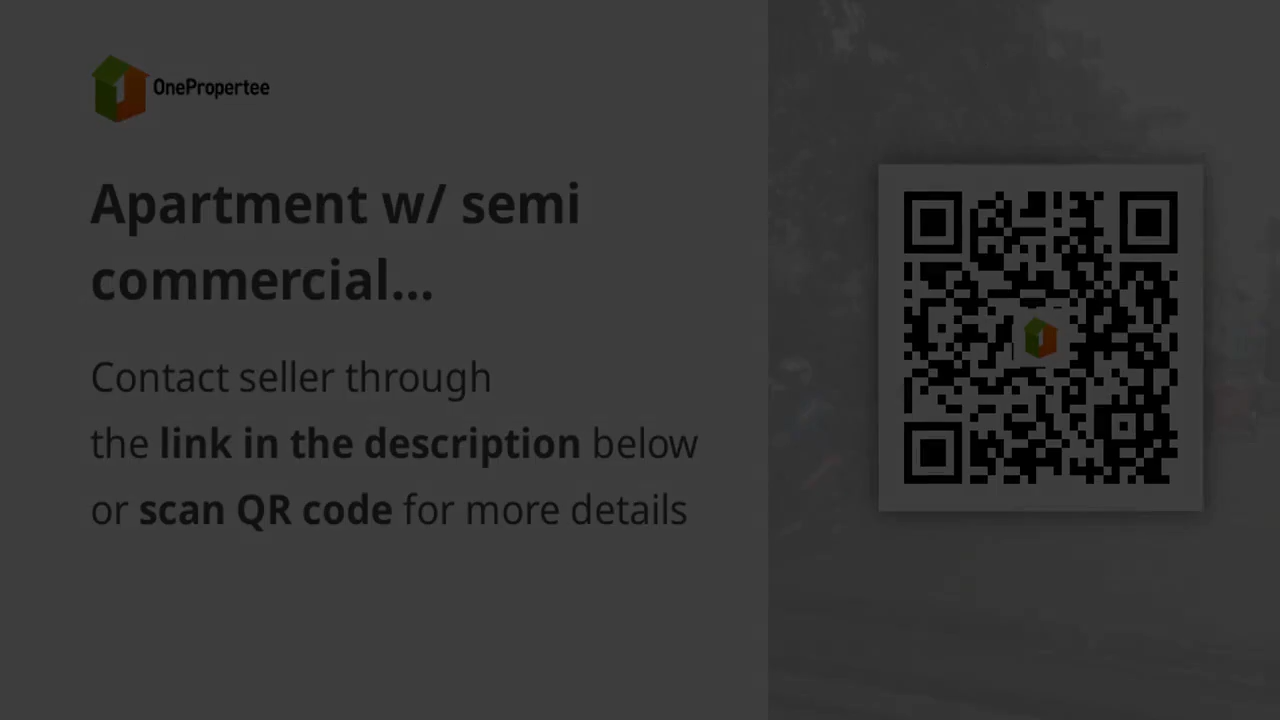 OnePropertee
Apartment w/ semi
commercial...
Contact seller through
the link in the description below
or scan QR code for more details